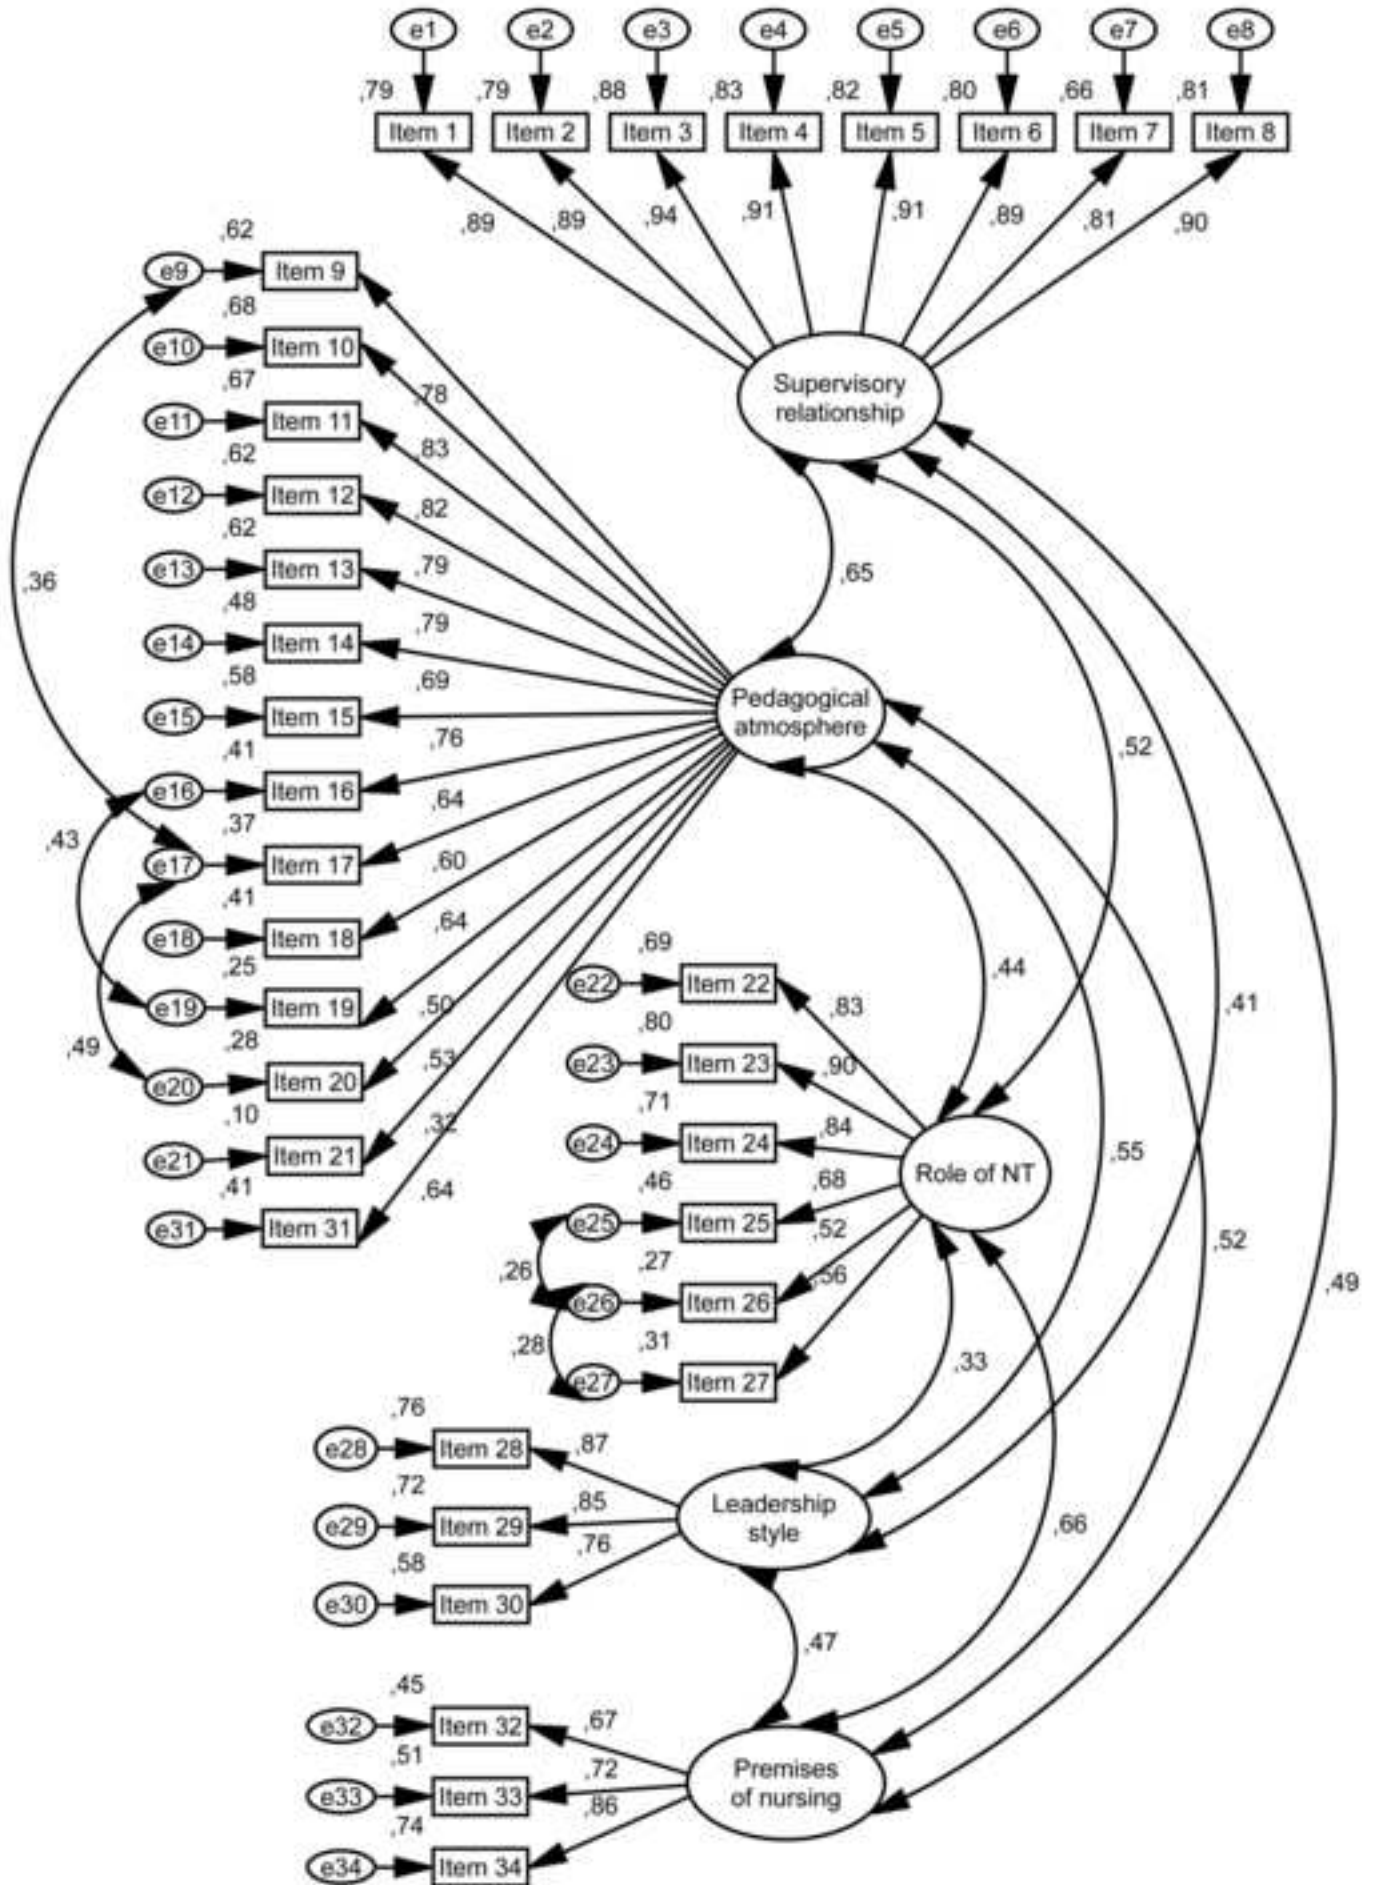 e1 e2 e3 e4 e5 e6 e7 e8
,79 ,79 ,88 ,83 ,82 ,80 ,66 ,81
Item 1 Item 2 Item 3 Item 4 Item 5 Item 6 Item 7 Item 8
,89 ,89 ,94 ,91 ,91 ,89 ,81 ,90
Supervisory
relationship
,62
e9 Item 9
,68
e10 Item 10
,67
e11 Item 11
,62
e12 Item 12
,62
e13 Item 13
,48
e14 Item 14
,58
e15 Item 15
,41
e16 Item 16
,37
e17 Item 17
,41
e18 Item 18
,25
e19 Item 19
,28
e20 Item 20
,10
e21 Item 21
,41
e31 Item 31
,36
,43
,49
,78
,83
,82
,79
,79
,69
,76
,64
,60
,64
,50
,53
,32
,64
Pedagogical
atmosphere
,65
,52
,44
,41
,55
,52
,49
,69
e22 Item 22
,80
e23 Item 23
,71
e24 Item 24
,46
e25 Item 25
,27
e26 Item 26
,31
e27 Item 27
,26
,28
,83
,90
,84
,68
,52
,56
Role of NT
,33
,66
,76
e28 Item 28
,72
e29 Item 29
,58
e30 Item 30
,87
,85
,76
Leadership
style
,47
,45
e32 Item 32
,51
e33 Item 33
,74
e34 Item 34
,67
,72
,86
Premises
of nursing